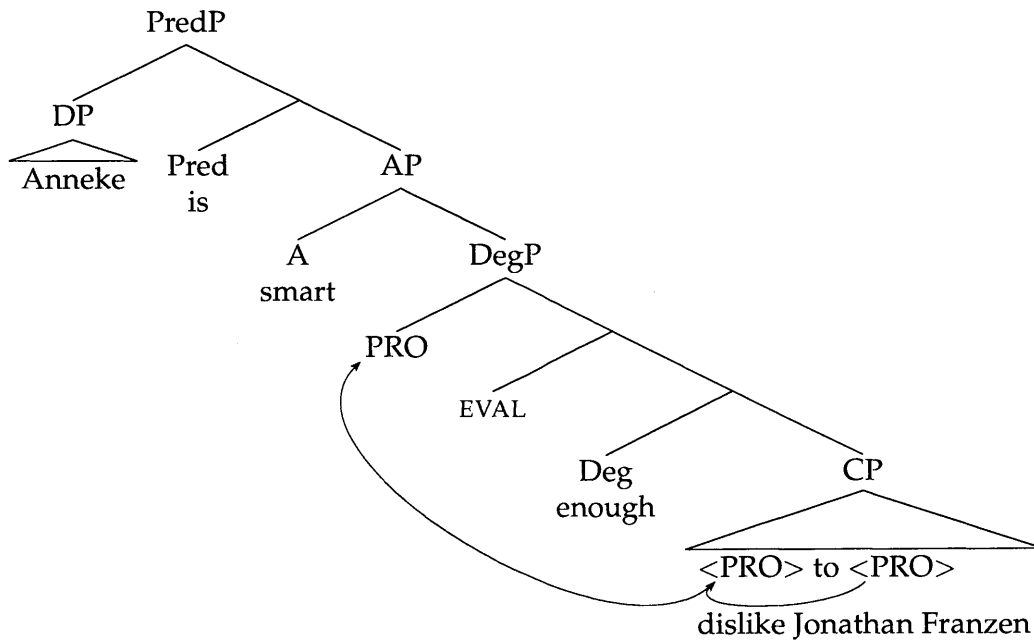 PredP
DP
Anneke
Pred
is
AP
A
smart
DegP
PRO
EVAL
Deg
enough
CP
<PRO> to <PRO>
dislike Jonathan Franzen